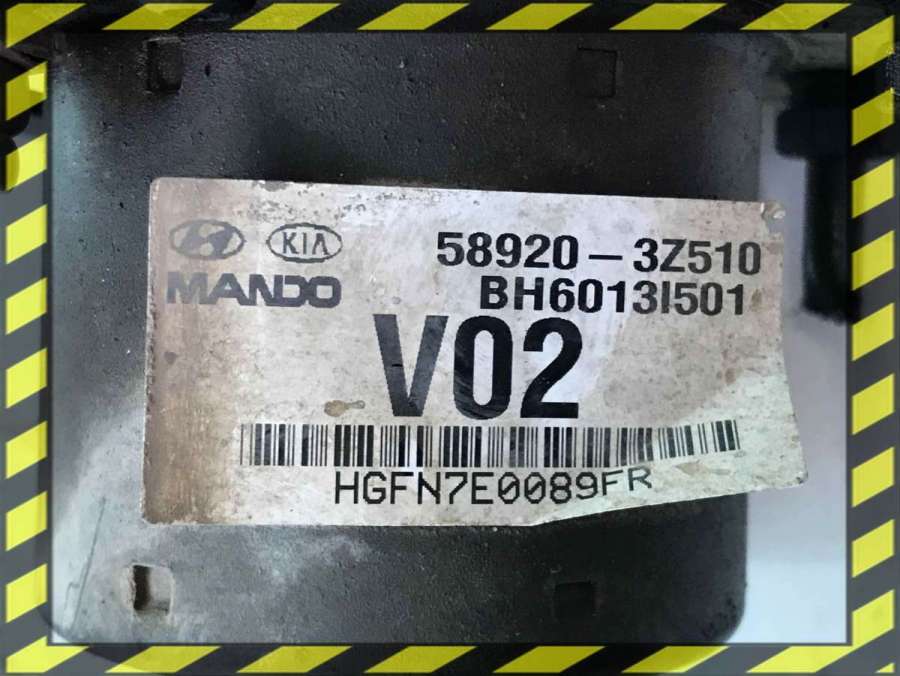 KIA
MANDO
58920-3Z510
BH6013I501
V02
HGFN7E0089FR